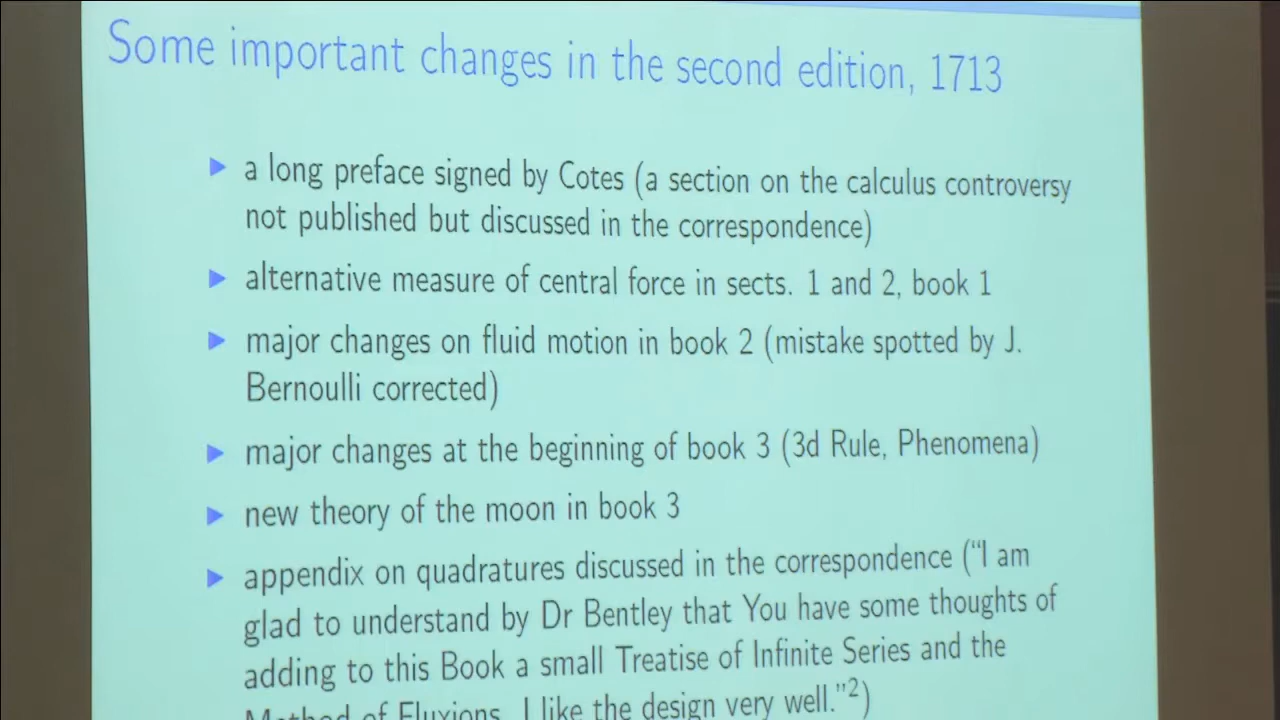 Some important changes in the second edition, 1713
▶ a long preface signed by Cotes (a section on the calculus controversy
not published but discussed in the correspondence)
▶ alternative measure of central force in sects. 1 and 2, book 1
▶ major changes on fluid motion in book 2 (mistake spotted by J.
Bernoulli corrected)
▶ major changes at the beginning of book 3 (3d Rule, Phenomena)
▶ new theory of the moon in book 3
▶ appendix on quadratures discussed in the correspondence (“I am
glad to understand by Dr Bentley that You have some thoughts of
adding to this Book a small Treatise of Infinite Series and the
Method of Fluxions. I like the design very well.”²)